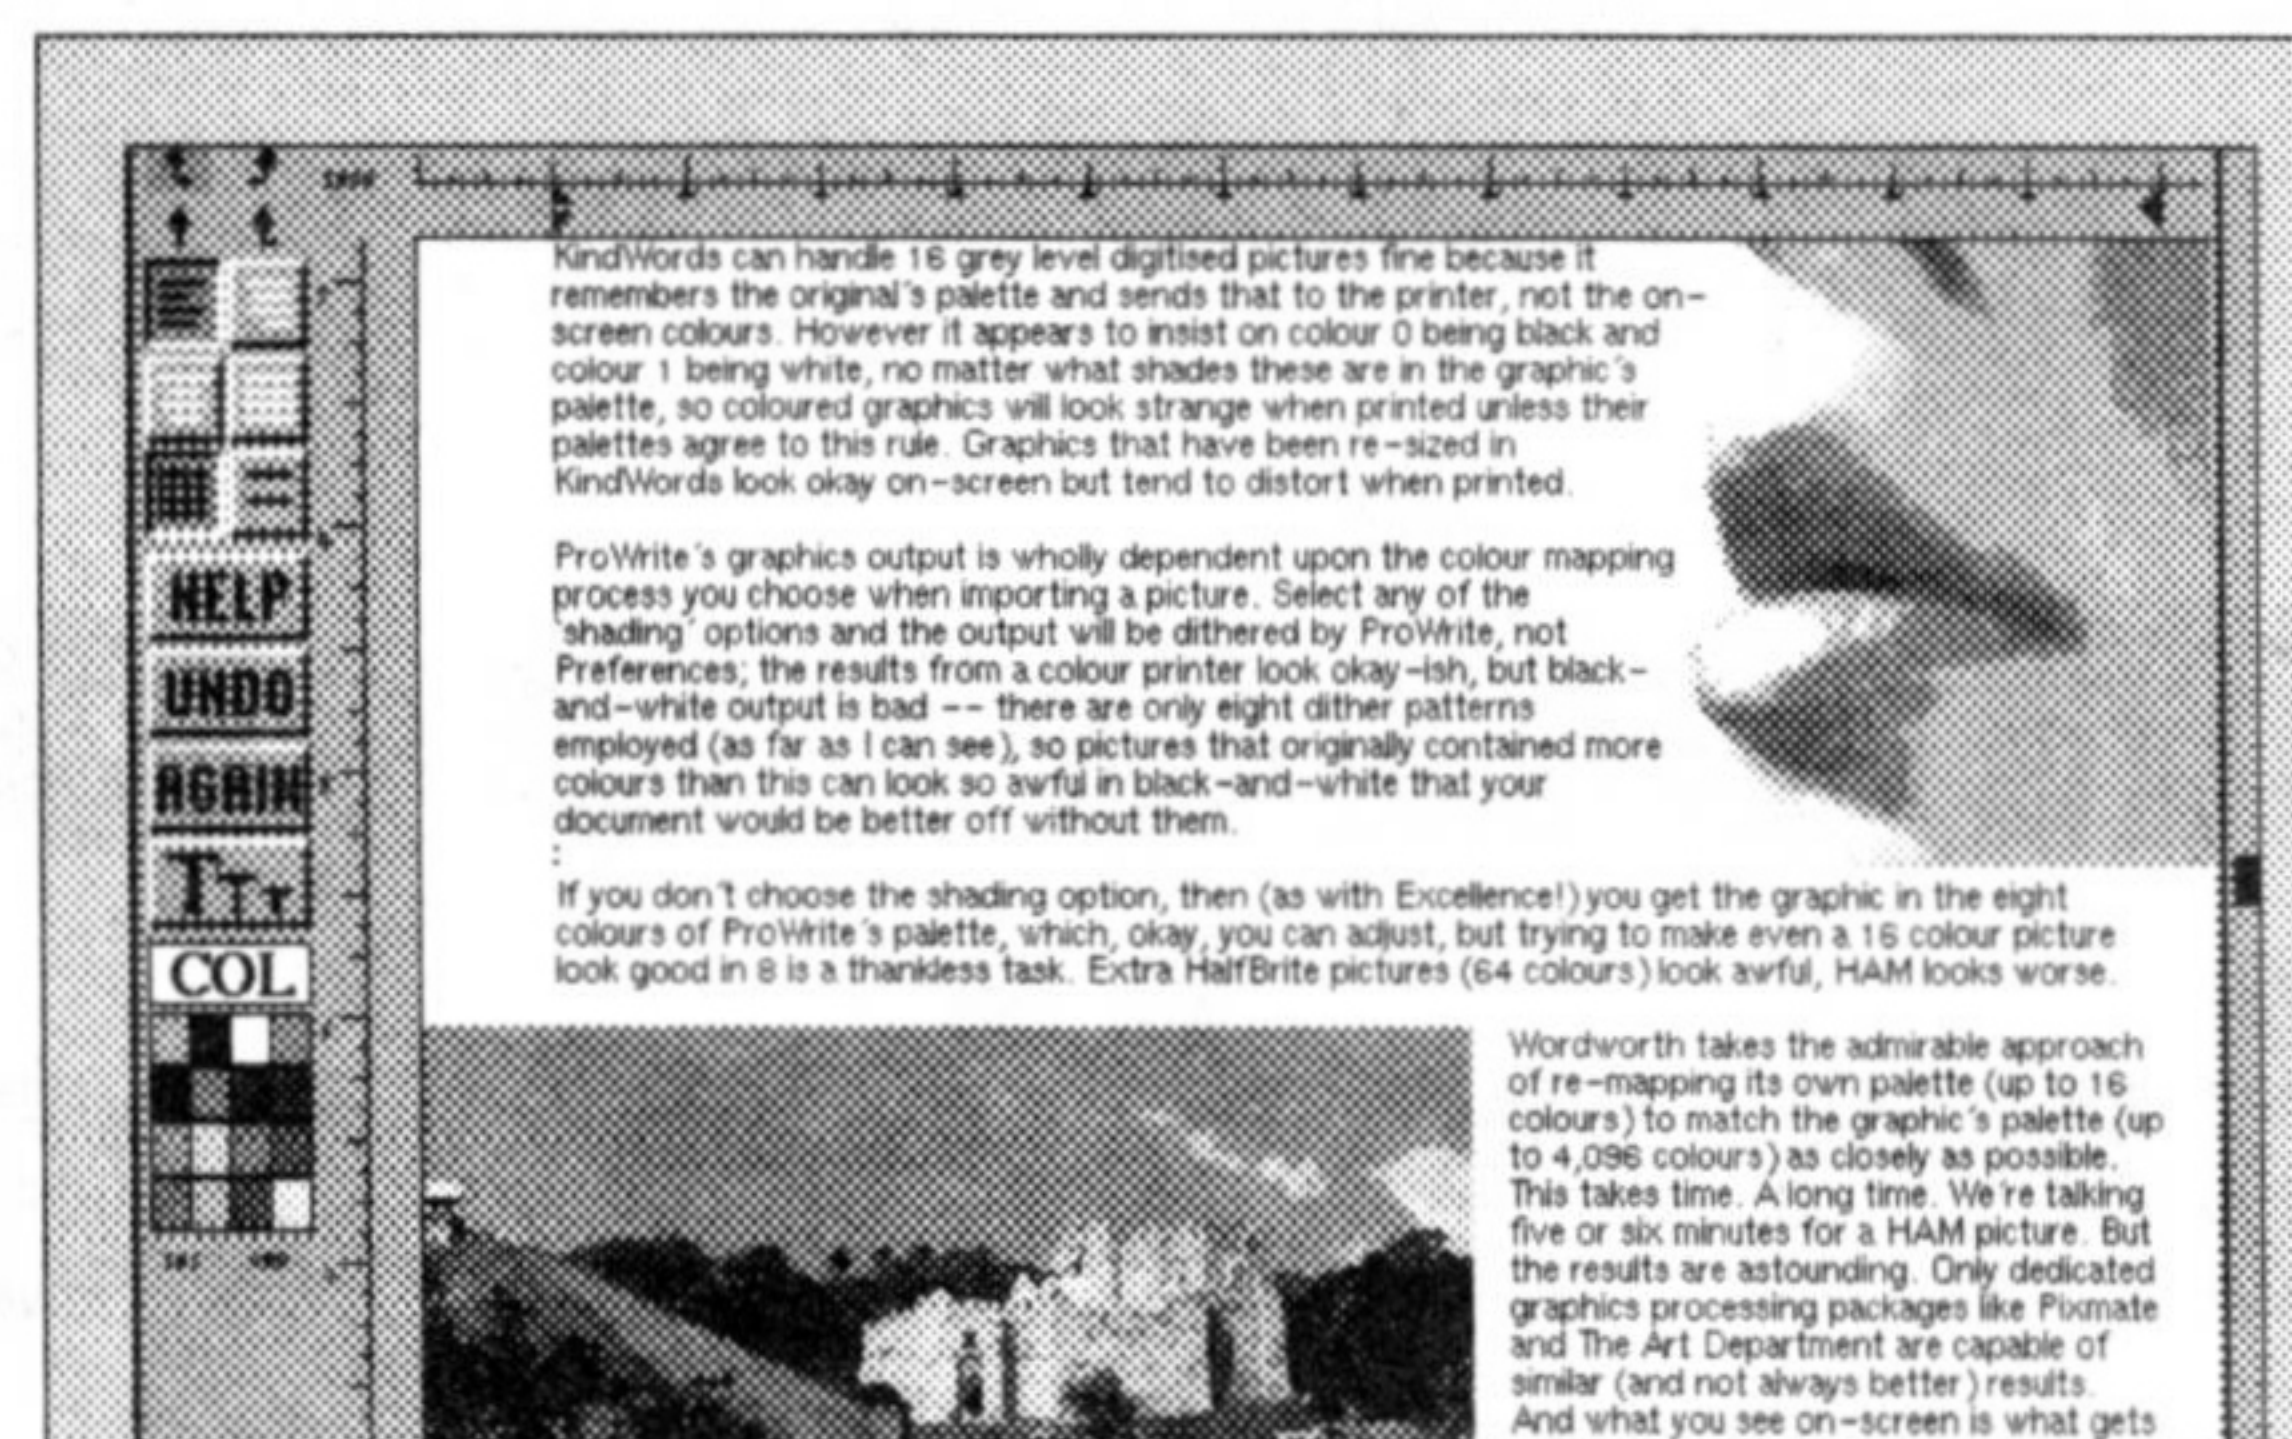 KindWords can handle 16 grey level digitised pictures fine because it
remembers the original's palette and sends that to the printer, not the on-
screen colours. However it appears to insist on colour 0 being black and
colour 1 being white, no matter what shades these are in the graphic's
palette, so coloured graphics will look strange when printed unless their
palettes agree to this rule. Graphics that have been re-sized in
KindWords look okay on-screen but tend to distort when printed.
ProWrite's graphics output is wholly dependent upon the colour mapping
process you choose when importing a picture. Select any of the
'shading' options and the output will be dithered by ProWrite, not
Preferences; the results from a colour printer look okay-ish, but black-
and-white output is bad -- there are only eight dither patterns
employed (as far as I can see), so pictures that originally contained more
colours than this can look so awful in black-and-white that your
document would be better off without them.
:
If you don't choose the shading option, then (as with Excellence!) you get the graphic in the eight
colours of ProWrite's palette, which, okay, you can adjust, but trying to make even a 16 colour picture
look good in 8 is a thankless task. Extra HalfBrite pictures (64 colours) look awful, HAM looks worse.
Wordworth takes the admirable approach
of re-mapping its own palette (up to 16
colours) to match the graphic's palette (up
to 4,096 colours) as closely as possible.
This takes time. A long time. We're talking
five or six minutes for a HAM picture. But
the results are astounding. Only dedicated
graphics processing packages like Pixmate
and The Art Department are capable of
similar (and not always better) results.
And what you see on-screen is what gets
HELP
UNDO
AGAIN
TTT
COL